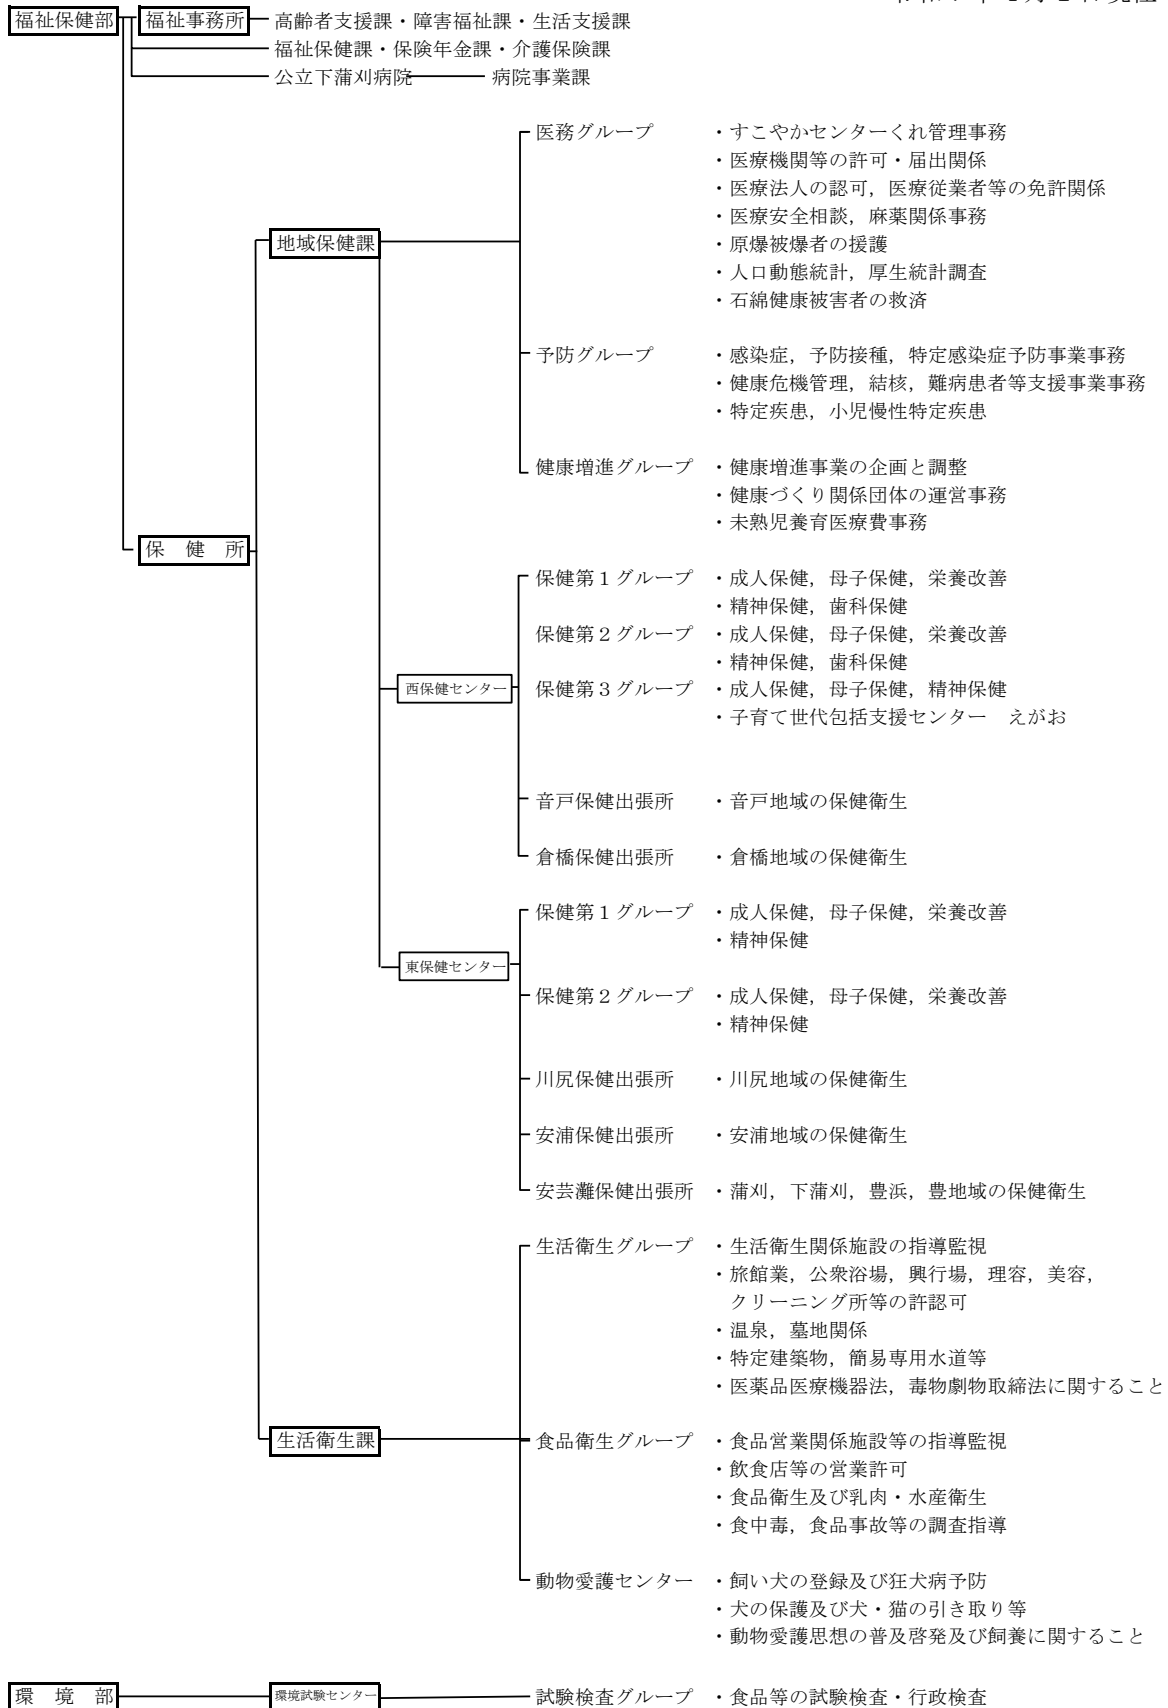 福祉保健部 福祉事務所 高齢者支援課・障害福祉課・生活支援課
福祉保健課・保険年金課・介護保険課
公立下蒲刈病院 病院事業課
医務グループ ・すこやかセンターくれ管理事務
・医療機関等の許可・届出関係
・医療法人の認可，医療従業者等の免許関係
・医療安全相談，麻薬関係事務
地域保健課 ・原爆被爆者の援護
・人口動態統計，厚生統計調査
・石綿健康被害者の救済
予防グループ ・感染症，予防接種，特定感染症予防事業事務
・健康危機管理，結核，難病患者等支援事業事務
・特定疾患，小児慢性特定疾患
健康増進グループ ・健康増進事業の企画と調整
・健康づくり関係団体の運営事務
・未熟児養育医療費事務
保　健　所
保健第１グループ ・成人保健，母子保健，栄養改善
・精神保健，歯科保健
保健第２グループ ・成人保健，母子保健，栄養改善
・精神保健，歯科保健
西保健センター 保健第３グループ ・成人保健，母子保健，精神保健
・子育て世代包括支援センター　えがお
音戸保健出張所 ・音戸地域の保健衛生
倉橋保健出張所 ・倉橋地域の保健衛生
保健第１グループ ・成人保健，母子保健，栄養改善
・精神保健
東保健センター
保健第２グループ ・成人保健，母子保健，栄養改善
・精神保健
川尻保健出張所 ・川尻地域の保健衛生
安浦保健出張所 ・安浦地域の保健衛生
安芸灘保健出張所 ・蒲刈，下蒲刈，豊浜，豊地域の保健衛生
生活衛生グループ ・生活衛生関係施設の指導監視
・旅館業，公衆浴場，興行場，理容，美容，
クリーニング所等の許認可
・温泉，墓地関係
・特定建築物，簡易専用水道等
・医薬品医療機器法，毒物劇物取締法に関すること
生活衛生課 食品衛生グループ ・食品営業関係施設等の指導監視
・飲食店等の営業許可
・食品衛生及び乳肉・水産衛生
・食中毒，食品事故等の調査指導
動物愛護センター ・飼い犬の登録及び狂犬病予防
・犬の保護及び犬・猫の引き取り等
・動物愛護思想の普及啓発及び飼養に関すること
環　境　部 環境試験センター 試験検査グループ ・食品等の試験検査・行政検査